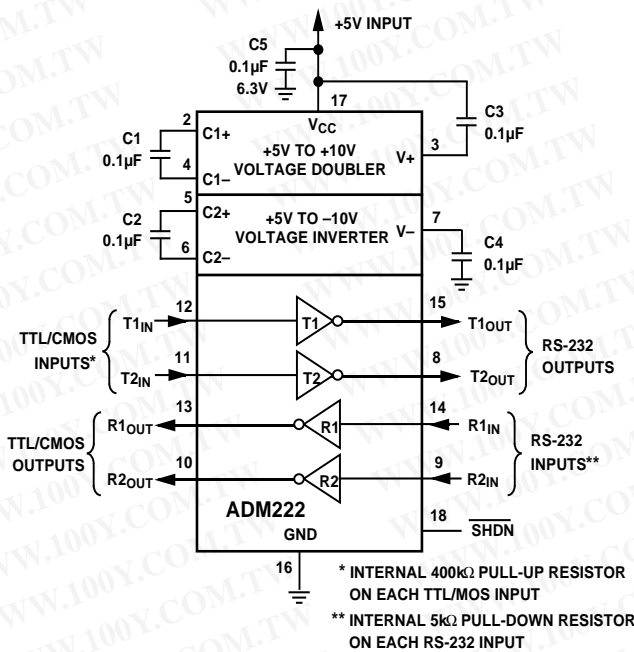 +5V INPUT
C5
0.1µF
6.3V
17
VCC
C3
0.1µF
2
C1+
C1
0.1µF
4
C1–
+5V TO +10V
VOLTAGE DOUBLER
V+
3
5
C2+
C2
0.1µF
6
C2–
+5V TO –10V
VOLTAGE INVERTER
V–
7
C4
0.1µF
TTL/CMOS
INPUTS*
T1IN
12
T1
15
T1OUT
T2IN
11
T2
8
T2OUT
RS-232
OUTPUTS
TTL/CMOS
OUTPUTS
R1OUT
13
R1
14
R1IN
R2OUT
10
R2
9
R2IN
RS-232
INPUTS**
ADM222
GND
16
18
SHDN
* INTERNAL 400kΩ PULL-UP RESISTOR
ON EACH TTL/MOS INPUT
** INTERNAL 5kΩ PULL-DOWN RESISTOR
ON EACH RS-232 INPUT
WWW.100Y.COM.TW